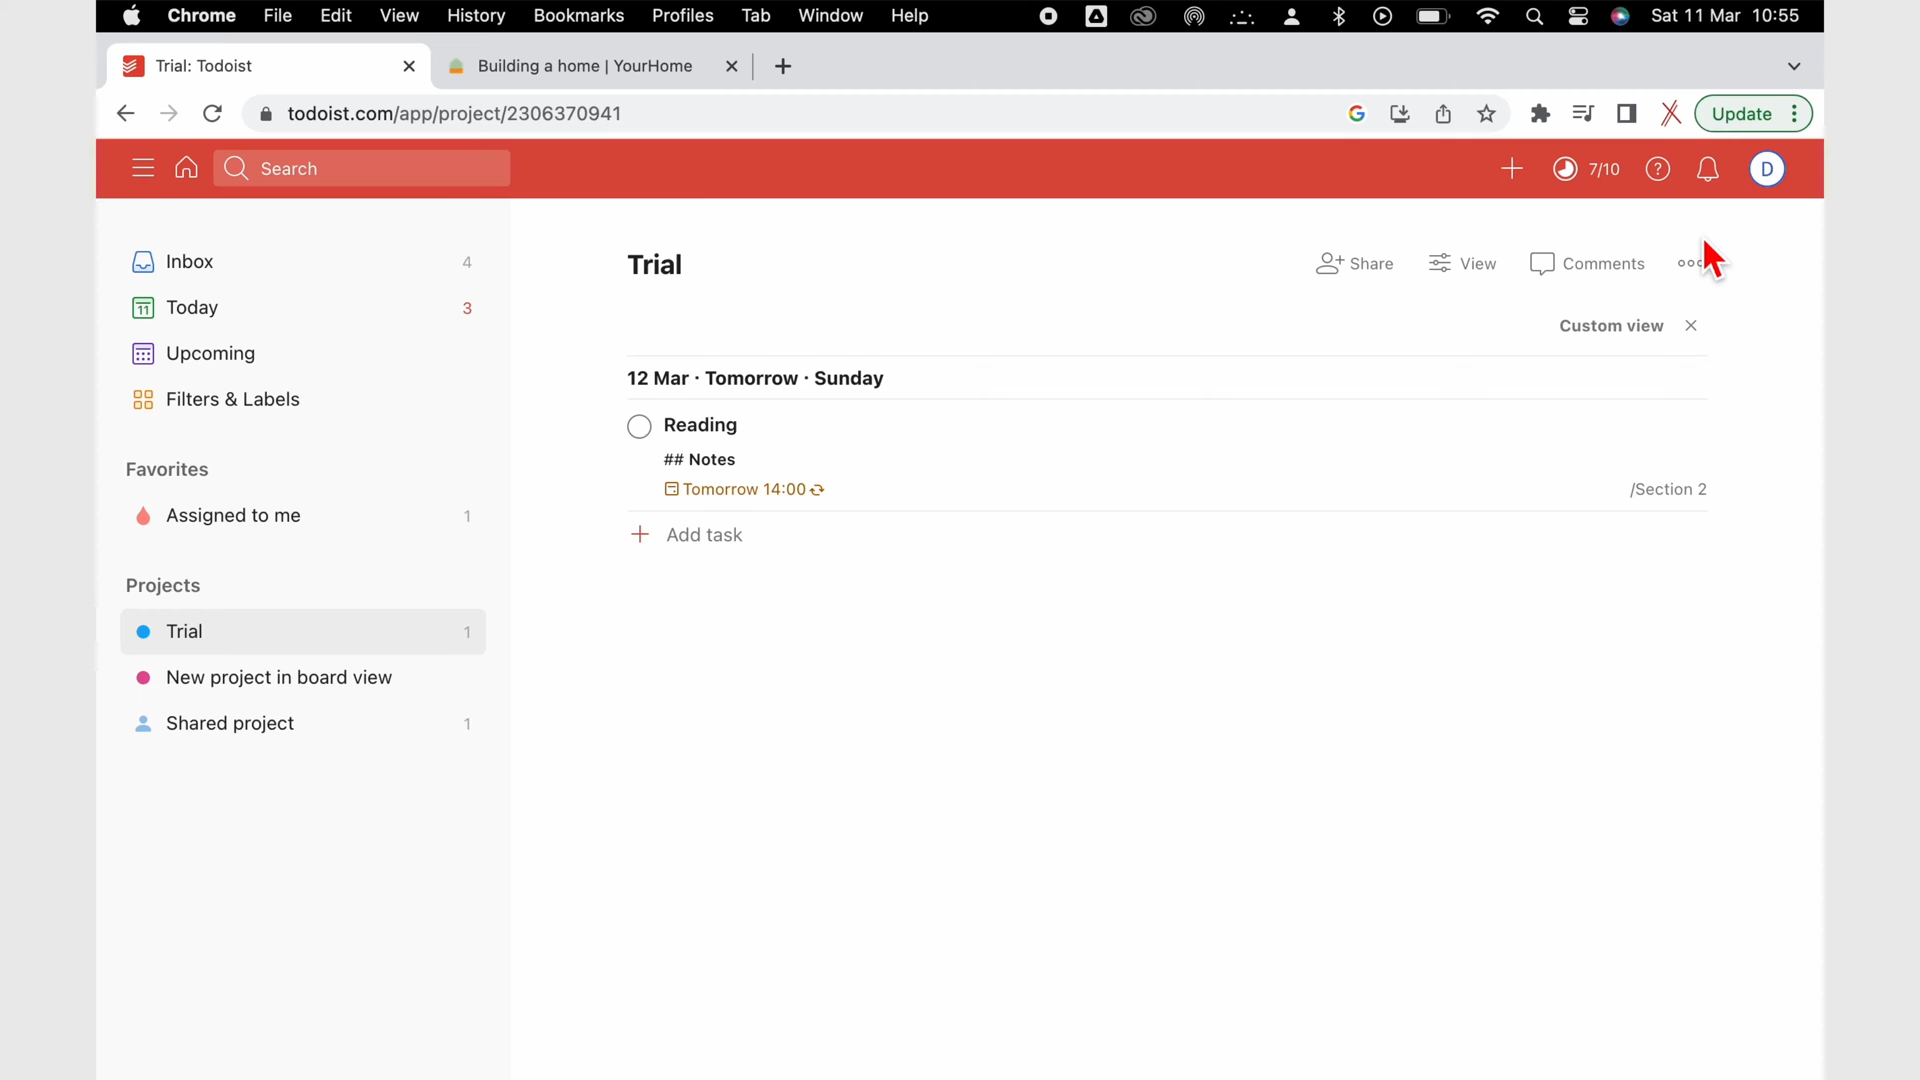 Chrome File Edit View History Bookmarks Profiles Tab Window Help Sat 11 Mar 10:55
Trial: Todoist Building a home | YourHome
todoist.com/app/project/2306370941 Update
Search 7/10 D
Inbox 4
11 Today 3
Upcoming
Filters & Labels
Favorites
Assigned to me 1
Projects
Trial 1
New project in board view
Shared project 1
Trial Share View Comments
Custom view
12 Mar · Tomorrow · Sunday
Reading
## Notes
Tomorrow 14:00 /Section 2
Add task